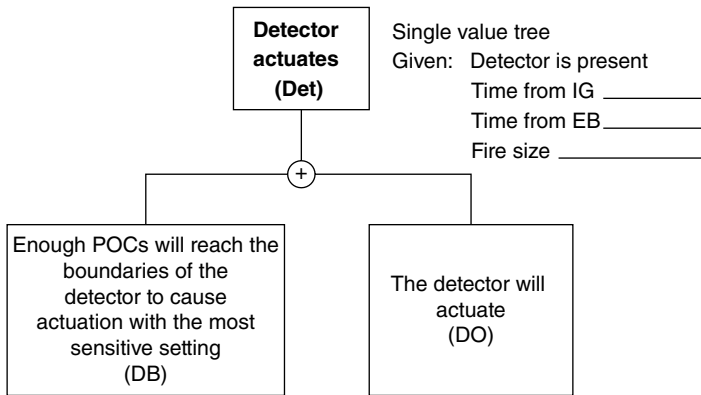 Detector
actuates
(Det)
Single value tree
Given: Detector is present
Time from IG
Time from EB
Fire size
+
Enough POCs will reach the
boundaries of the
detector to cause
actuation with the most
sensitive setting
(DB)
The detector will
actuate
(DO)